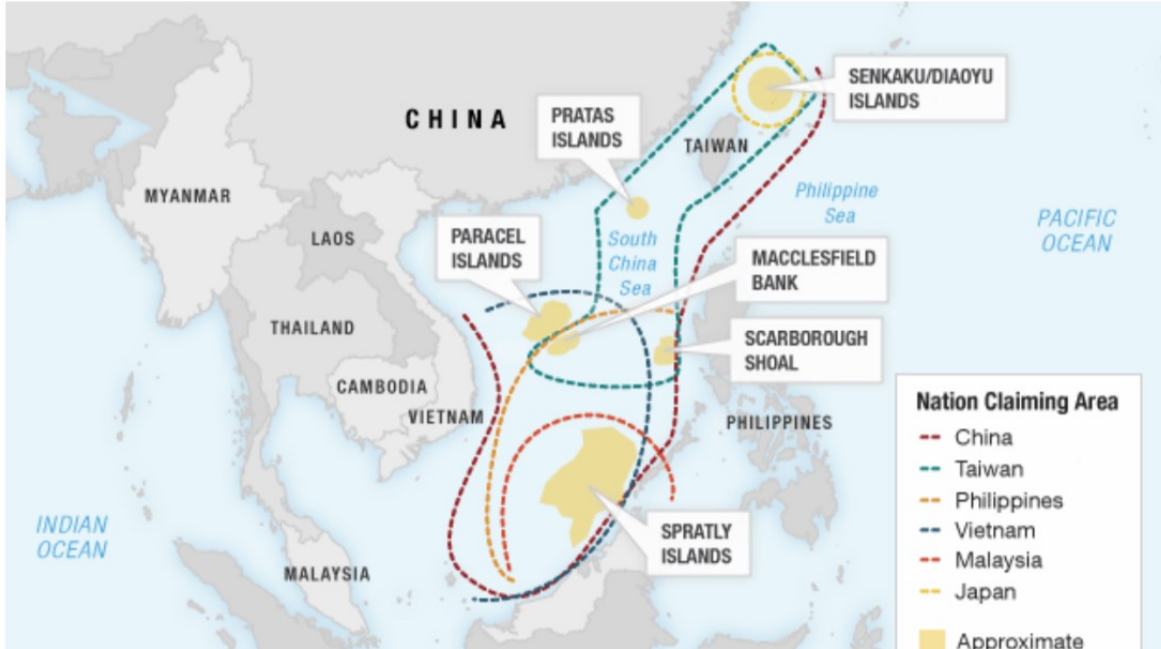 SENKAKU/DIAOYU
ISLANDS
CHINA
PRATAS
ISLANDS
TAIWAN
MYANMAR
Philippine
Sea
PACIFIC
OCEAN
LAOS
PARACEL
ISLANDS
South
China
Sea
MACCLESFIELD
BANK
THAILAND
SCARBOROUGH
SHOAL
CAMBODIA
VIETNAM
PHILIPPINES
INDIAN
OCEAN
MALAYSIA
SPRATLY
ISLANDS
Nation Claiming Area
China
Taiwan
Philippines
Vietnam
Malaysia
Japan
Approximate